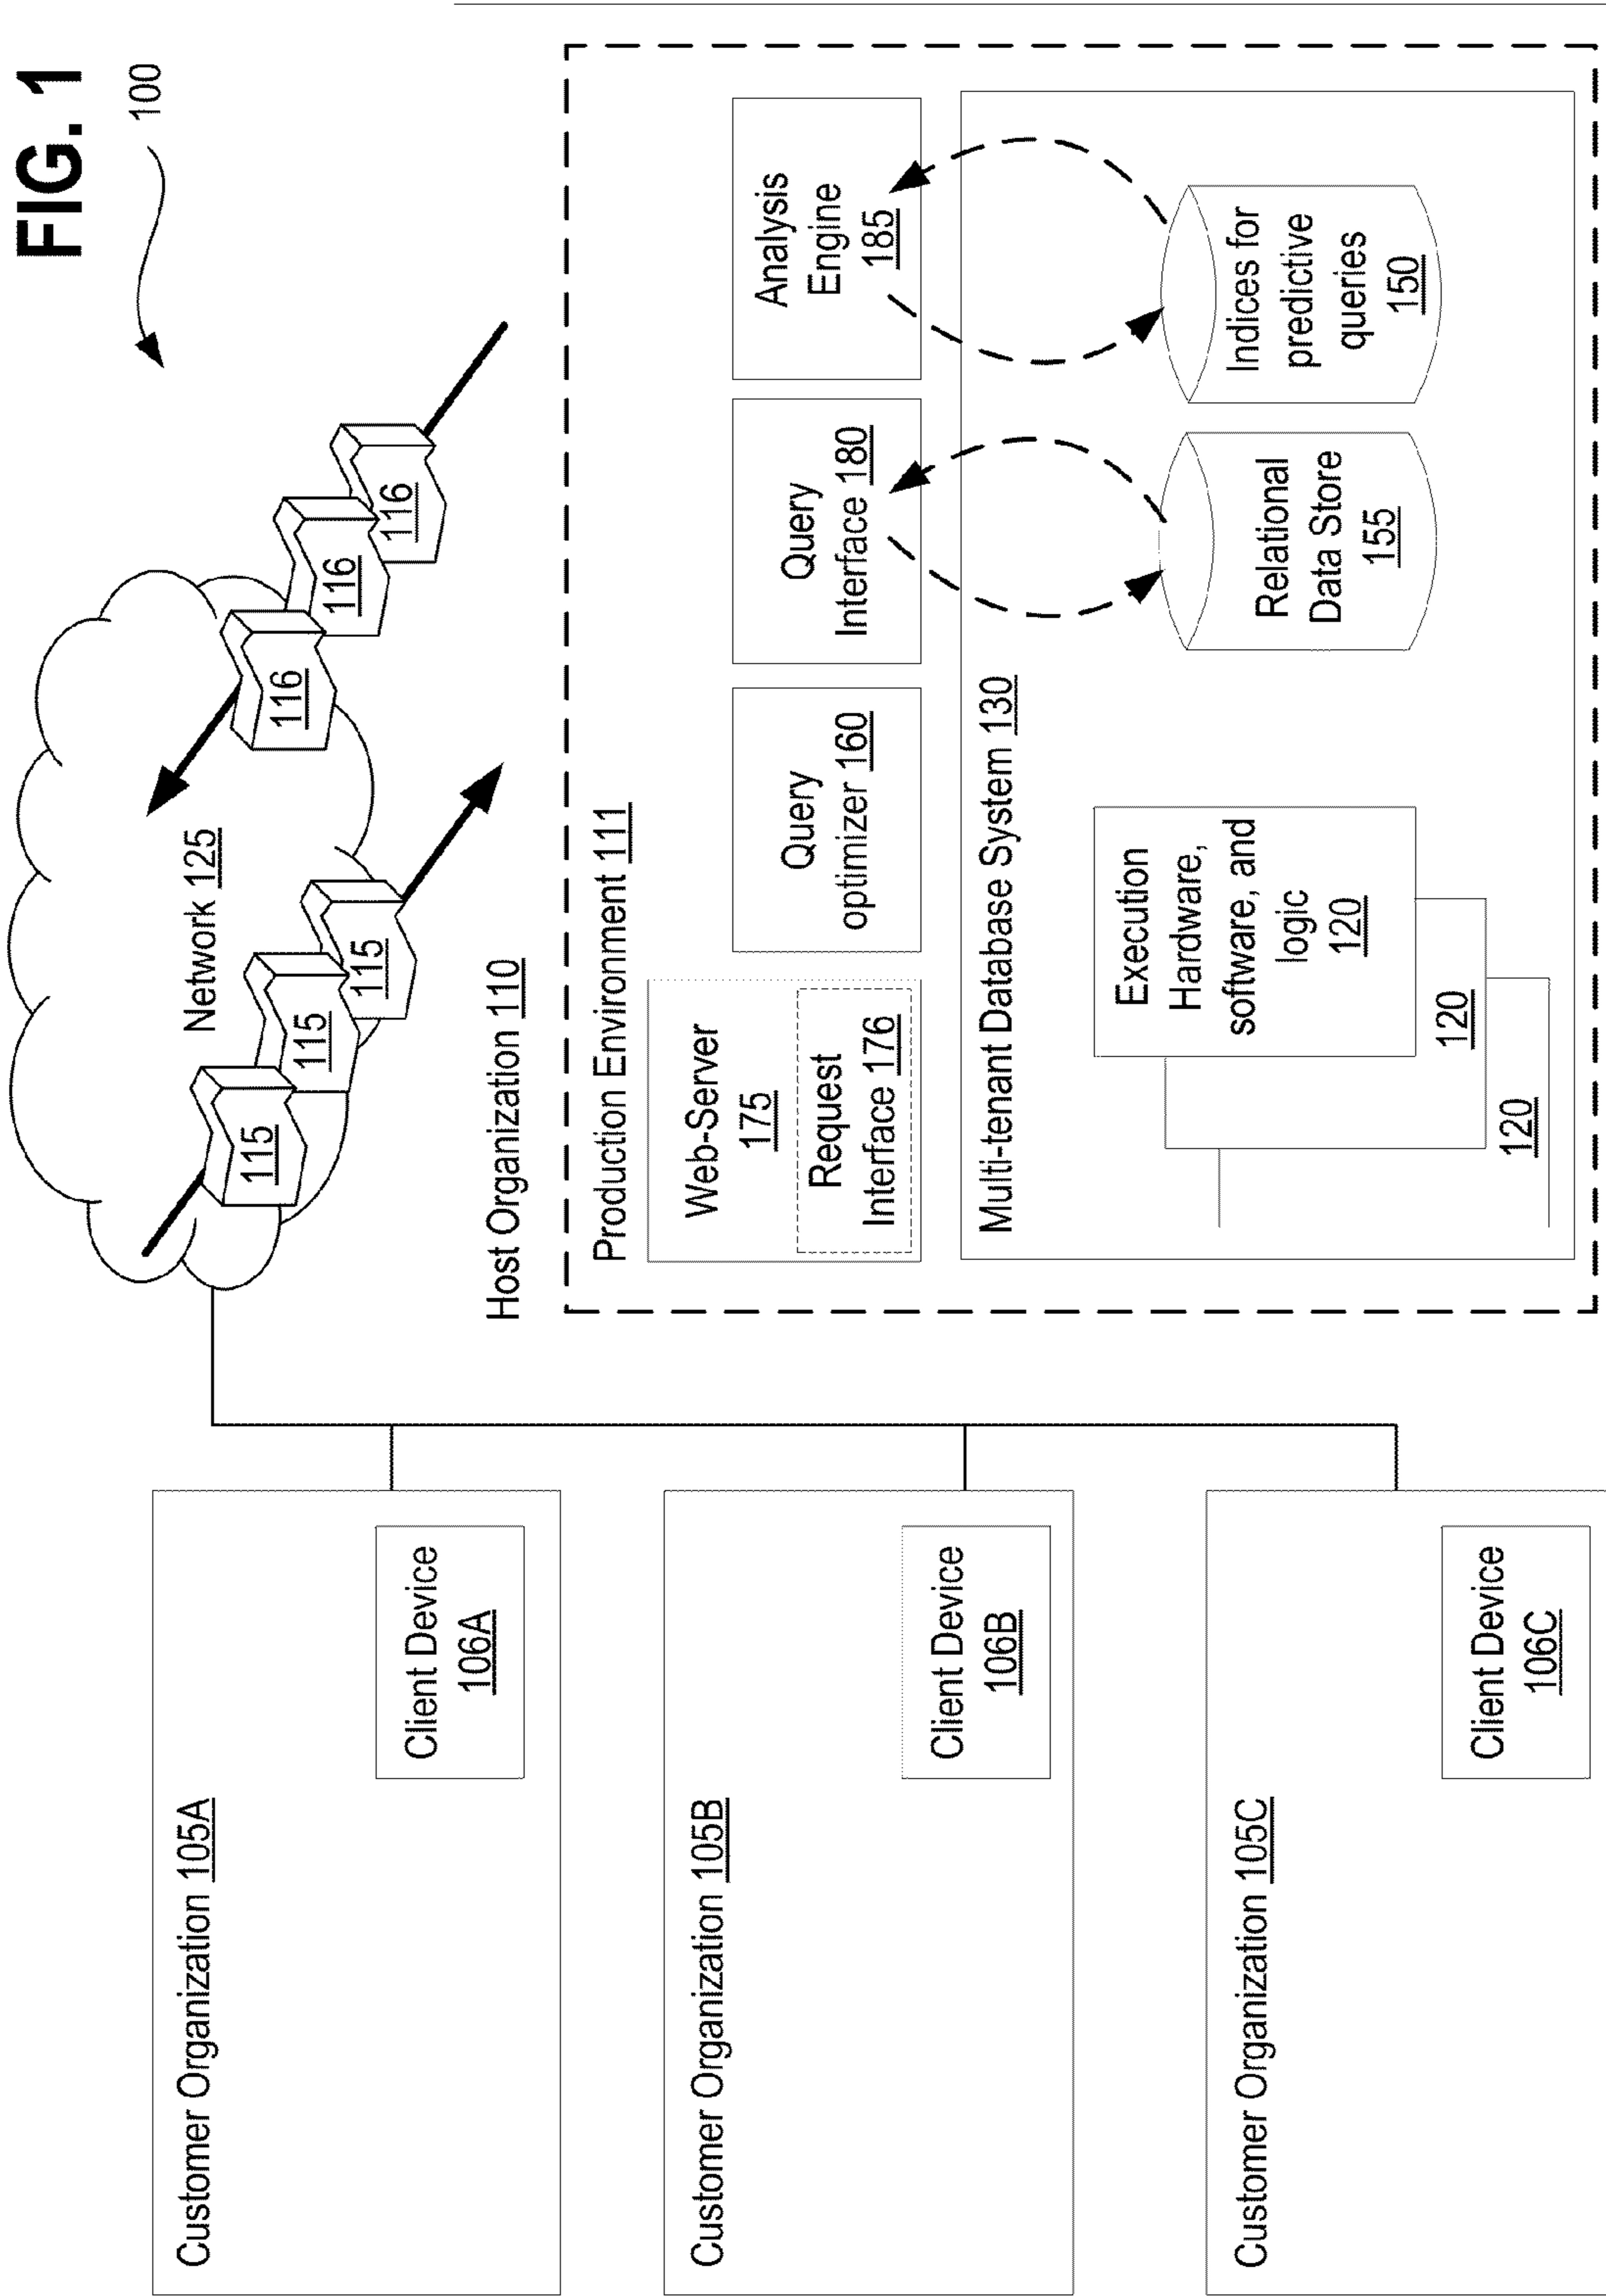 FIG. 1
100
Network 125
115
115
115
116
116
116
Customer Organization 105A
Client Device
106A
Customer Organization 105B
Client Device
106B
Customer Organization 105C
Client Device
106C
Host Organization 110
Production Environment 111
Web-Server
175
Request
Interface 176
Query
optimizer 160
Query
Interface 180
Analysis
Engine
185
Multi-tenant Database System 130
Execution
Hardware,
software, and
logic
120
120
120
Relational
Data Store
155
Indices for
predictive
queries
150